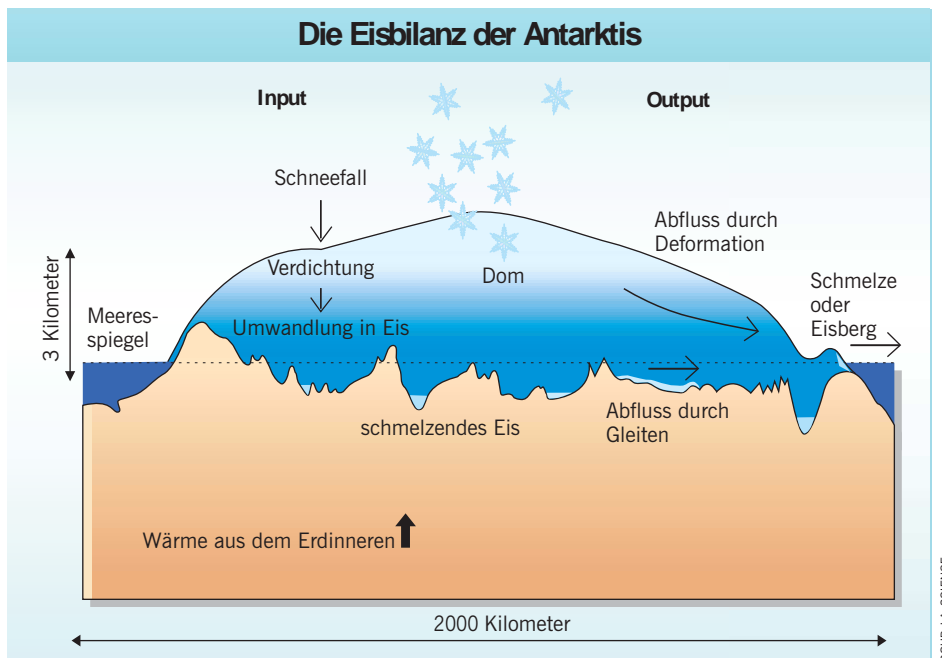 Die Eisbilanz der Antarktis
Input
Output
Schneefall
Abfluss durch
Deformation
Verdichtung
Dom
Schmelze
oder
Eisberg
3 Kilometer
Meeres-
spiegel
Umwandlung in Eis
schmelzendes Eis
Abfluss durch
Gleiten
Wärme aus dem Erdinneren
2000 Kilometer